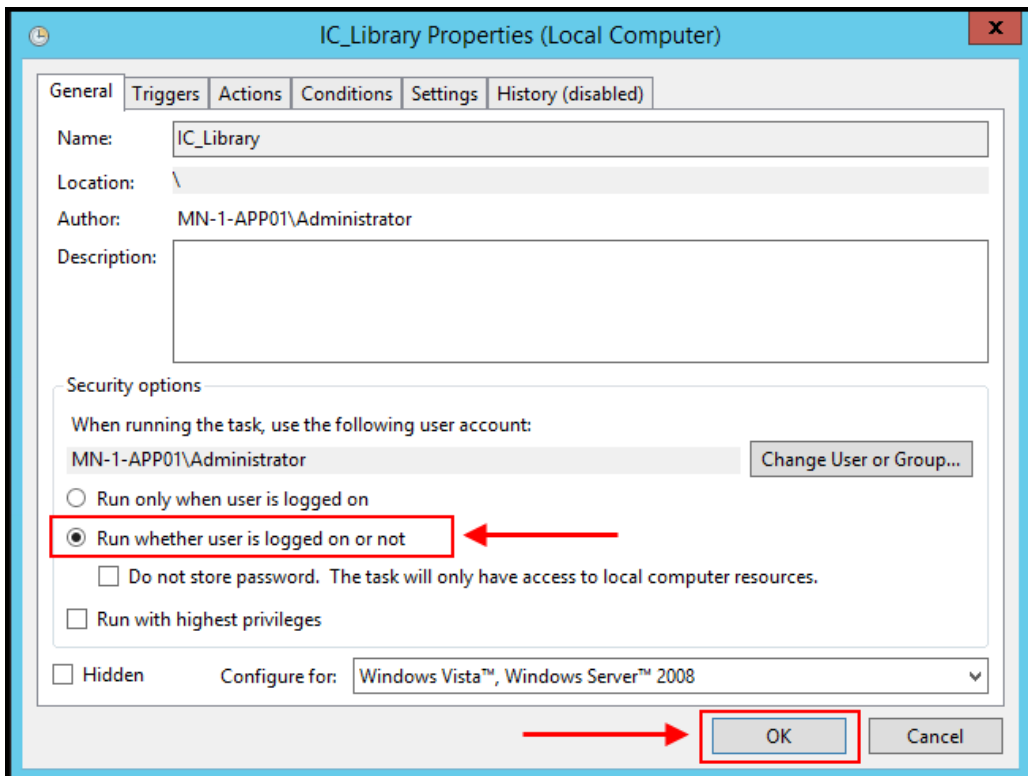 IC_Library Properties (Local Computer)
x
General Triggers Actions Conditions Settings History (disabled)
Name: IC_Library
Location: \
Author: MN-1-APP01\Administrator
Description:
Security options
When running the task, use the following user account:
MN-1-APP01\Administrator Change User or Group...
Run only when user is logged on
Run whether user is logged on or not
Do not store password. The task will only have access to local computer resources.
Run with highest privileges
Hidden Configure for: Windows Vista™, Windows Server™ 2008
OK Cancel